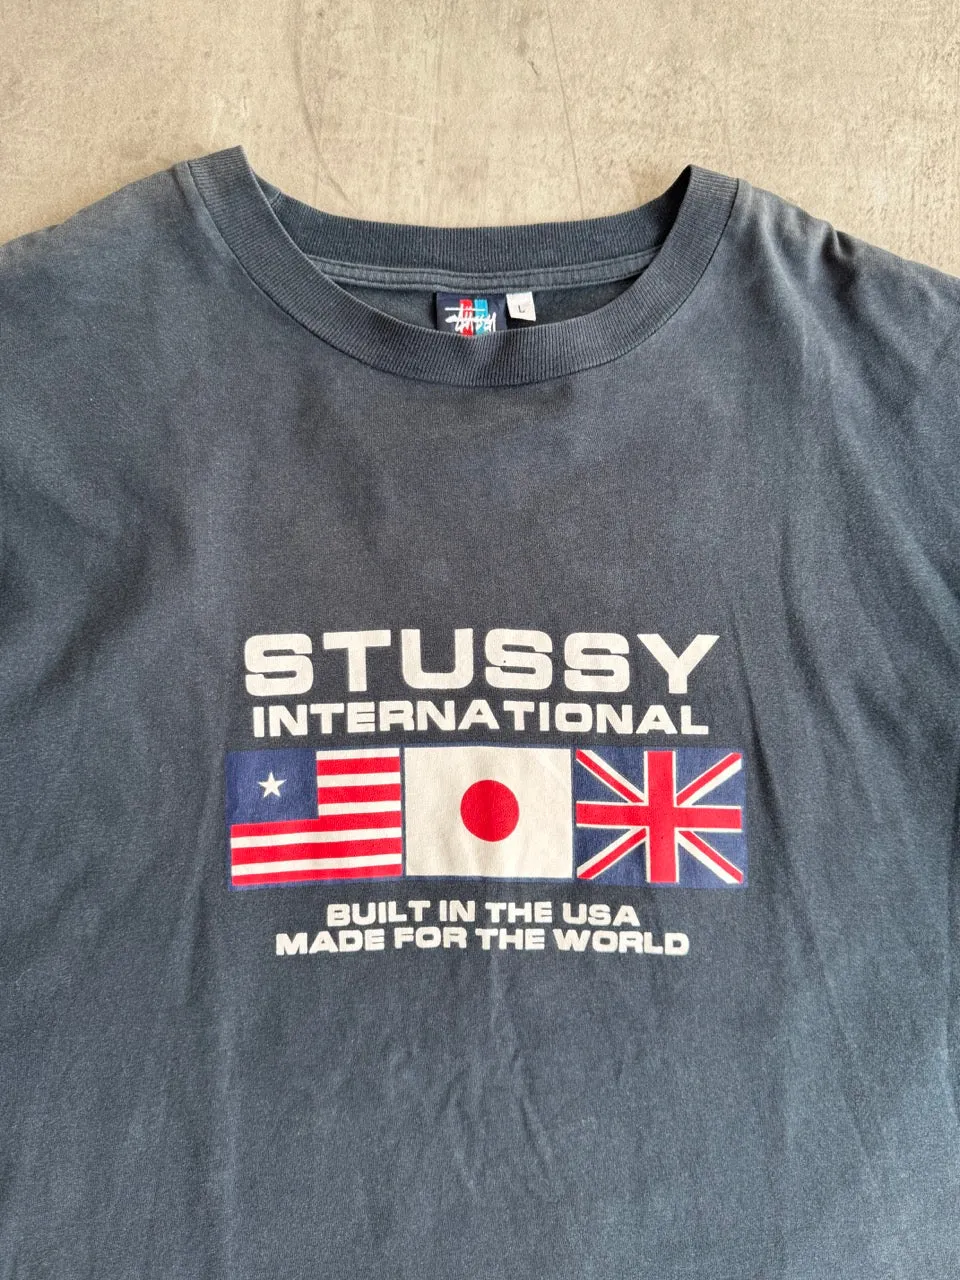 Stüssy
L
STUSSY
INTERNATIONAL
BUILT IN THE USA
MADE FOR THE WORLD